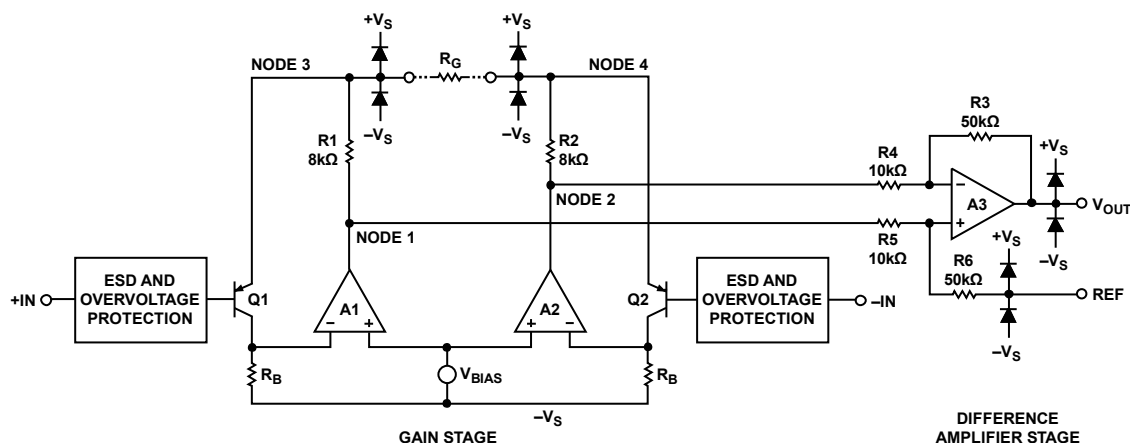 +VS
+VS
NODE 3
RG
NODE 4
–VS
–VS
R1
8kΩ
R2
8kΩ
R3
50kΩ
R4
10kΩ
+VS
–
A3
+
VOUT
NODE 2
NODE 1
R5
10kΩ
R6
50kΩ
+VS
–VS
REF
–VS
+IN
ESD AND
OVERVOLTAGE
PROTECTION
Q1
A1
–
+
A2
+
–
Q2
ESD AND
OVERVOLTAGE
PROTECTION
–IN
RB
VBIAS
RB
–VS
GAIN STAGE
DIFFERENCE
AMPLIFIER STAGE